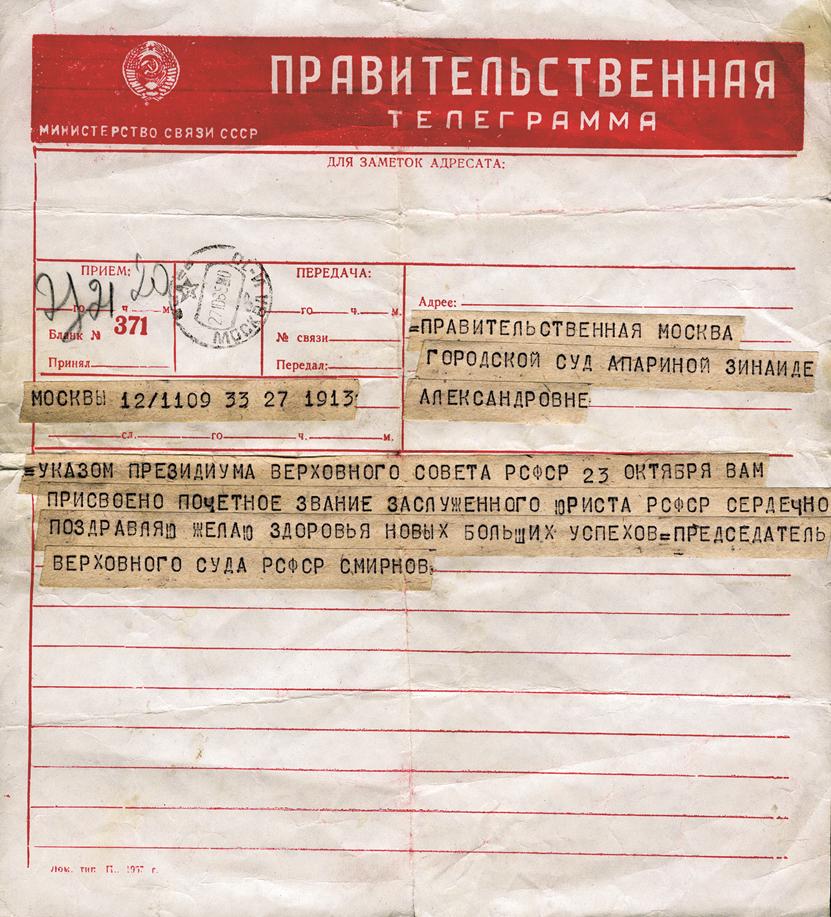 ПРАВИТЕЛЬСТВЕННАЯ
ТЕЛЕГРАММА
МИНИСТЕРСТВО СВЯЗИ СССР
ДЛЯ ЗАМЕТОК АДРЕСАТА:
ПРИЕМ:
ПЕРЕДАЧА:
го ч. м.
го ч. м.
Бланк № 371
№ связи
Принял
Передал:
МОСКВА
Адрес:
=ПРАВИТЕЛЬСТВЕННАЯ МОСКВА
ГОРОДСКОЙ СУД АПАРИНОЙ ЗИНАИДЕ
АЛЕКСАНДРОВНЕ
МОСКВЫ 12/1109 33 27 1913
сл. го ч. м.
=УКАЗОМ ПРЕЗИДИУМА ВЕРХОВНОГО СОВЕТА РСФСР 23 ОКТЯБРЯ ВАМ
ПРИСВОЕНО ПОЧЕТНОЕ ЗВАНИЕ ЗАСЛУЖЕННОГО ЮРИСТА РСФСР СЕРДЕЧНО
ПОЗДРАВЛЯЮ ЖЕЛАЮ ЗДОРОВЬЯ НОВЫХ БОЛЬШИХ УСПЕХОВ=ПРЕДСЕДАТЕЛЬ
ВЕРХОВНОГО СУДА РСФСР СМИРНОВ